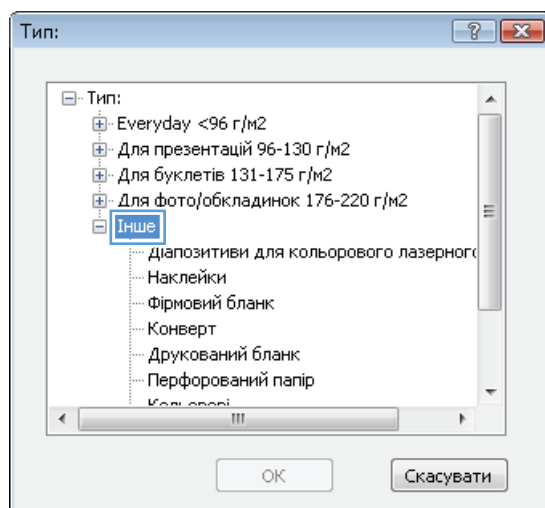 Тип:
Тип:
Everyday <96 г/м2
Для презентацій 96-130 г/м2
Для буклетів 131-175 г/м2
Для фото/обкладинок 176-220 г/м2
Інше
Діапозитиви для кольорового лазерного
Наклейки
Фірмовий бланк
Конверт
Друкований бланк
Перфорований папір
Кольорові
OK
Скасувати